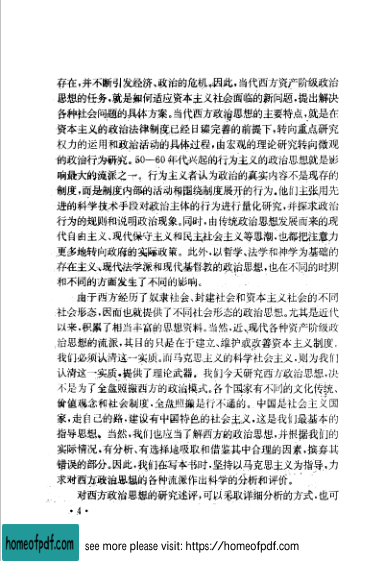 存在,并不断引发经济、政治的危机。因此,当代西方资产阶级政治
思想的任务,就是如何适应资本主义社会面临的新问题,提出解决
各种社会问题的具体方案。当代西方政治思想的主要特点,就是在
资本主义的政治法律制度已经日臻完善的前提下,转向重点研究
权力的运用和政治活动的具体过程,由宏观的理论研究转向微观
的政治行为研究。50—60年代兴起的行为主义的政治思想就是影
响最大的流派之一。行为主义者认为政治的真实内容不是现存的
制度,而是制度内部的活动和围绕制度展开的行为。他们主张用先
进的科学技术手段对政治主体的行为进行量化研究,并探求政治
行为的规则和说明政治现象。同时,由传统政治思想发展而来的现
代自由主义、现代保守主义和民主社会主义等思潮,也都把注意力
更多地转向政府的实际政策。此外,以哲学、法学和神学为基础的
存在主义、现代法学派和现代基督教的政治思想,也在不同的时期
和不同的方面发生了不同的影响。
由于西方经历了奴隶社会、封建社会和资本主义社会的不同
社会形态,因而也就提供了不同社会形态的政治思想。尤其是近代
以来,积累了相当丰富的思想资料。当然,近、现代各种资产阶级政
治思想的流派,其目的只是在于建立、维护或改善资本主义制度。
我们必须认清这一实质。而马克思主义的科学社会主义,则为我们
认清这一实质,提供了理论武器。我们今天研究西方政治思想,决
不是为了全盘照搬西方的政治模式。各个国家有不同的文化传统、
价值观念和社会制度,全盘照搬是行不通的。中国是社会主义国
家,走自己的路,建设有中国特色的社会主义,这是我们最基本的
指导思想。当然,我们也应当了解西方的政治思想,并根据我们的
实际情况,有分析、有选择地吸取和借鉴其中合理的因素,摈弃其
错误的部分。因此,我们在写本书时,坚持以马克思主义为指导,力
求对西方政治思想的各种流派作出科学的分析和评价。
对西方政治思想的研究述评,可以采取详细分析的方式,也可
·4·
homeofpdf.com
see more please visit: https://homeofpdf.com